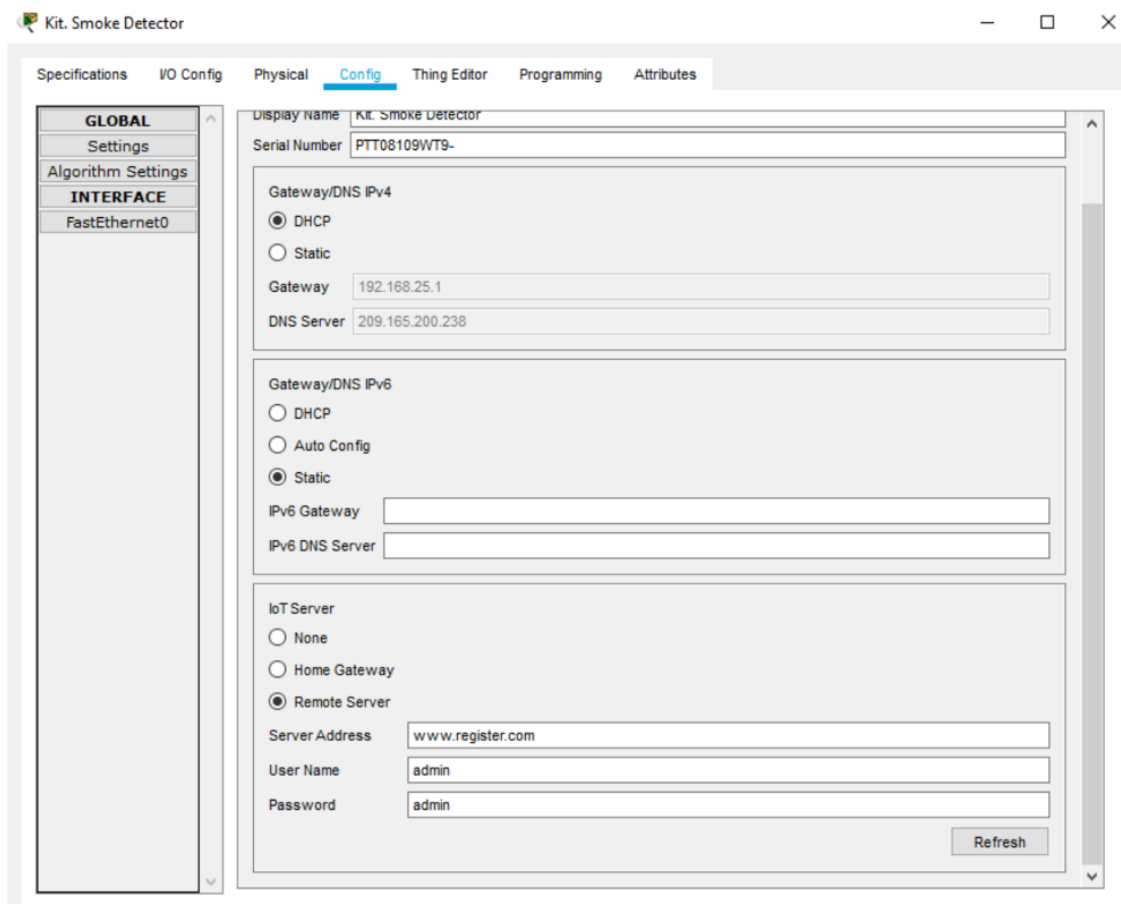 Kit. Smoke Detector
Specifications I/O Config Physical Config Thing Editor Programming Attributes
GLOBAL
Settings
Algorithm Settings
INTERFACE
FastEthernet0
Display Name Kit. Smoke Detector
Serial Number PTT08109WT9-
Gateway/DNS IPv4
DHCP
Static
Gateway 192.168.25.1
DNS Server 209.165.200.238
Gateway/DNS IPv6
DHCP
Auto Config
Static
IPv6 Gateway
IPv6 DNS Server
IoT Server
None
Home Gateway
Remote Server
Server Address www.register.com
User Name admin
Password admin
Refresh